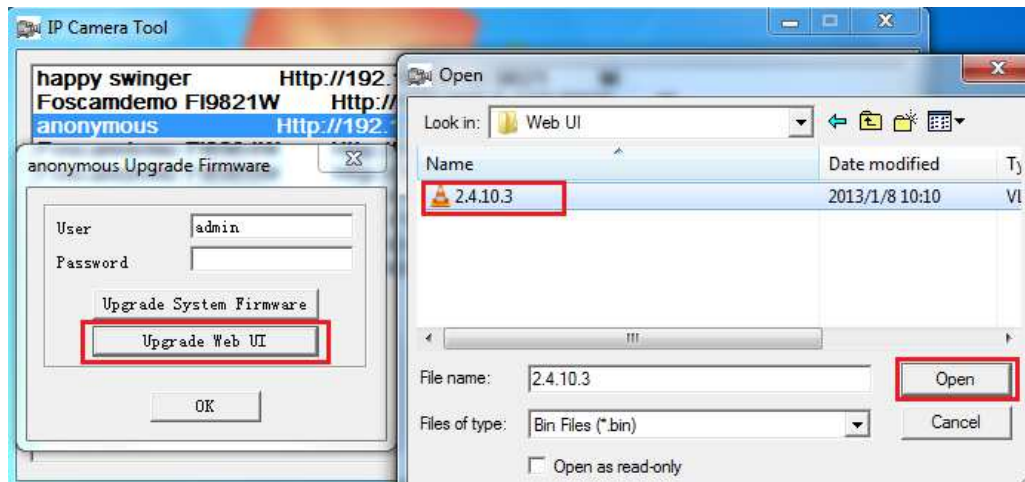 IP Camera Tool
happy swinger Http://192.
Foscamdemo FI9821W Http://
anonymous Http://192.
anonymous Upgrade Firmware
User admin
Password
Upgrade System Firmware
Upgrade Web UI
OK
Open
Look in: Web UI
Name Date modified
2.4.10.3 2013/1/8 10:10
File name: 2.4.10.3
Open
Files of type: Bin Files (*.bin)
Cancel
Open as read-only